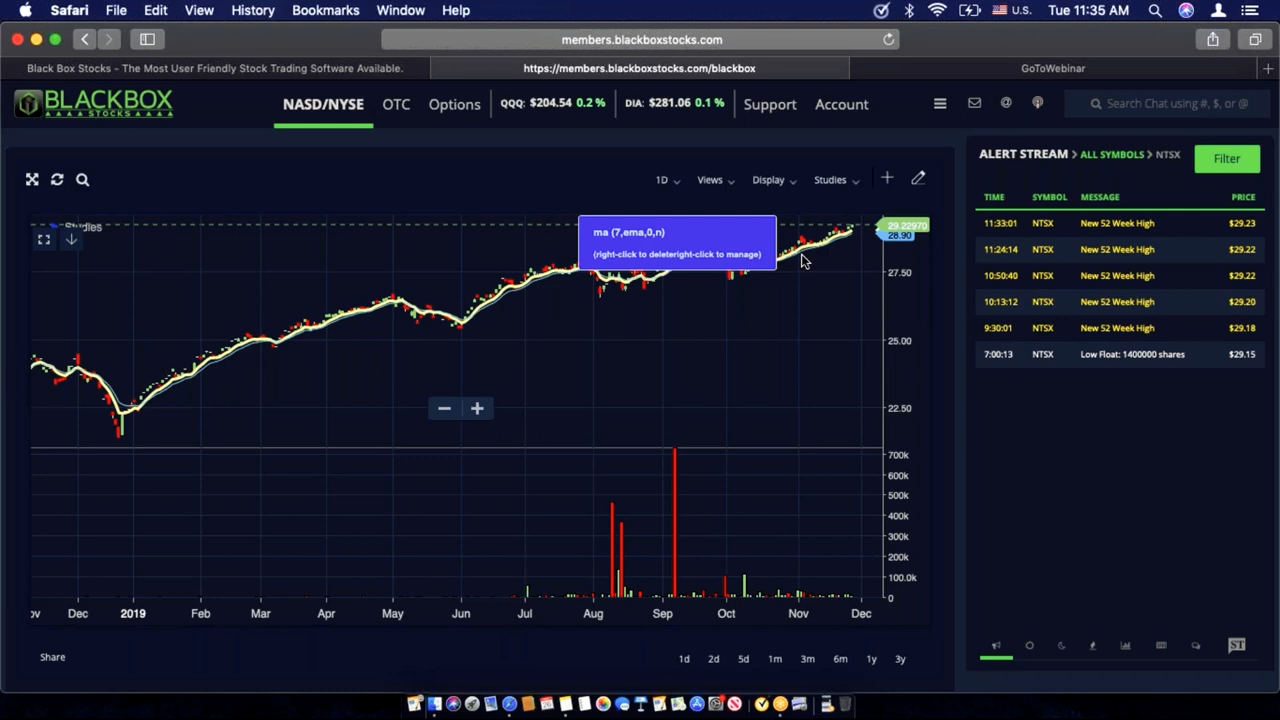 Safari File Edit View History Bookmarks Window Help U.S. Tue 11:35 AM
members.blackboxstocks.com
Black Box Stocks - The Most User Friendly Stock Trading Software Available. https://members.blackboxstocks.com/blackbox GoToWebinar
BLACKBOX
STOCKS
NASD/NYSE OTC Options QQQ: $204.54 0.2 % DIA: $281.06 0.1 % Support Account Search Chat using #, $, or @
ALERT STREAM > ALL SYMBOLS > NTSX Filter
1D Views Display Studies
TIME SYMBOL MESSAGE PRICE
11:33:01 NTSX New 52 Week High $29.23
11:24:14 NTSX New 52 Week High $29.22
10:50:40 NTSX New 52 Week High $29.22
10:13:12 NTSX New 52 Week High $29.20
9:30:01 NTSX New 52 Week High $29.18
7:00:13 NTSX Low Float: 1400000 shares $29.15
Studies
ma (7,ema,0,n)
(right-click to deleteright-click to manage)
29.22970
28.90
27.50
25.00
22.50
700k
600k
500k
400k
300k
200k
100.0k
0
ov Dec 2019 Feb Mar Apr May Jun Jul Aug Sep Oct Nov Dec
Share 1d 2d 5d 1m 3m 6m 1y 3y
ST